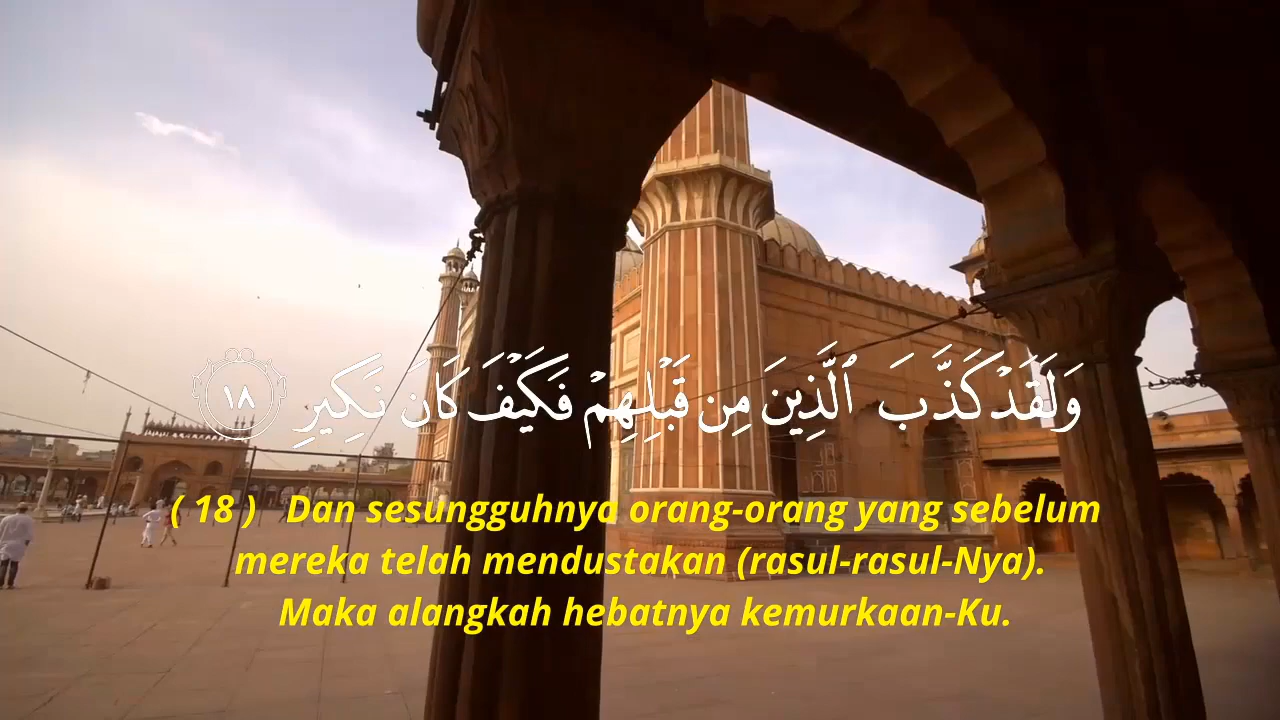 وَلَقَدْ كَذَّبَ ٱلَّذِينَ مِن قَبْلِهِمْ فَكَيْفَ كَانَ نَكِيرِ ١٨
( 18 ) Dan sesungguhnya orang-orang yang sebelum
mereka telah mendustakan (rasul-rasul-Nya).
Maka alangkah hebatnya kemurkaan-Ku.